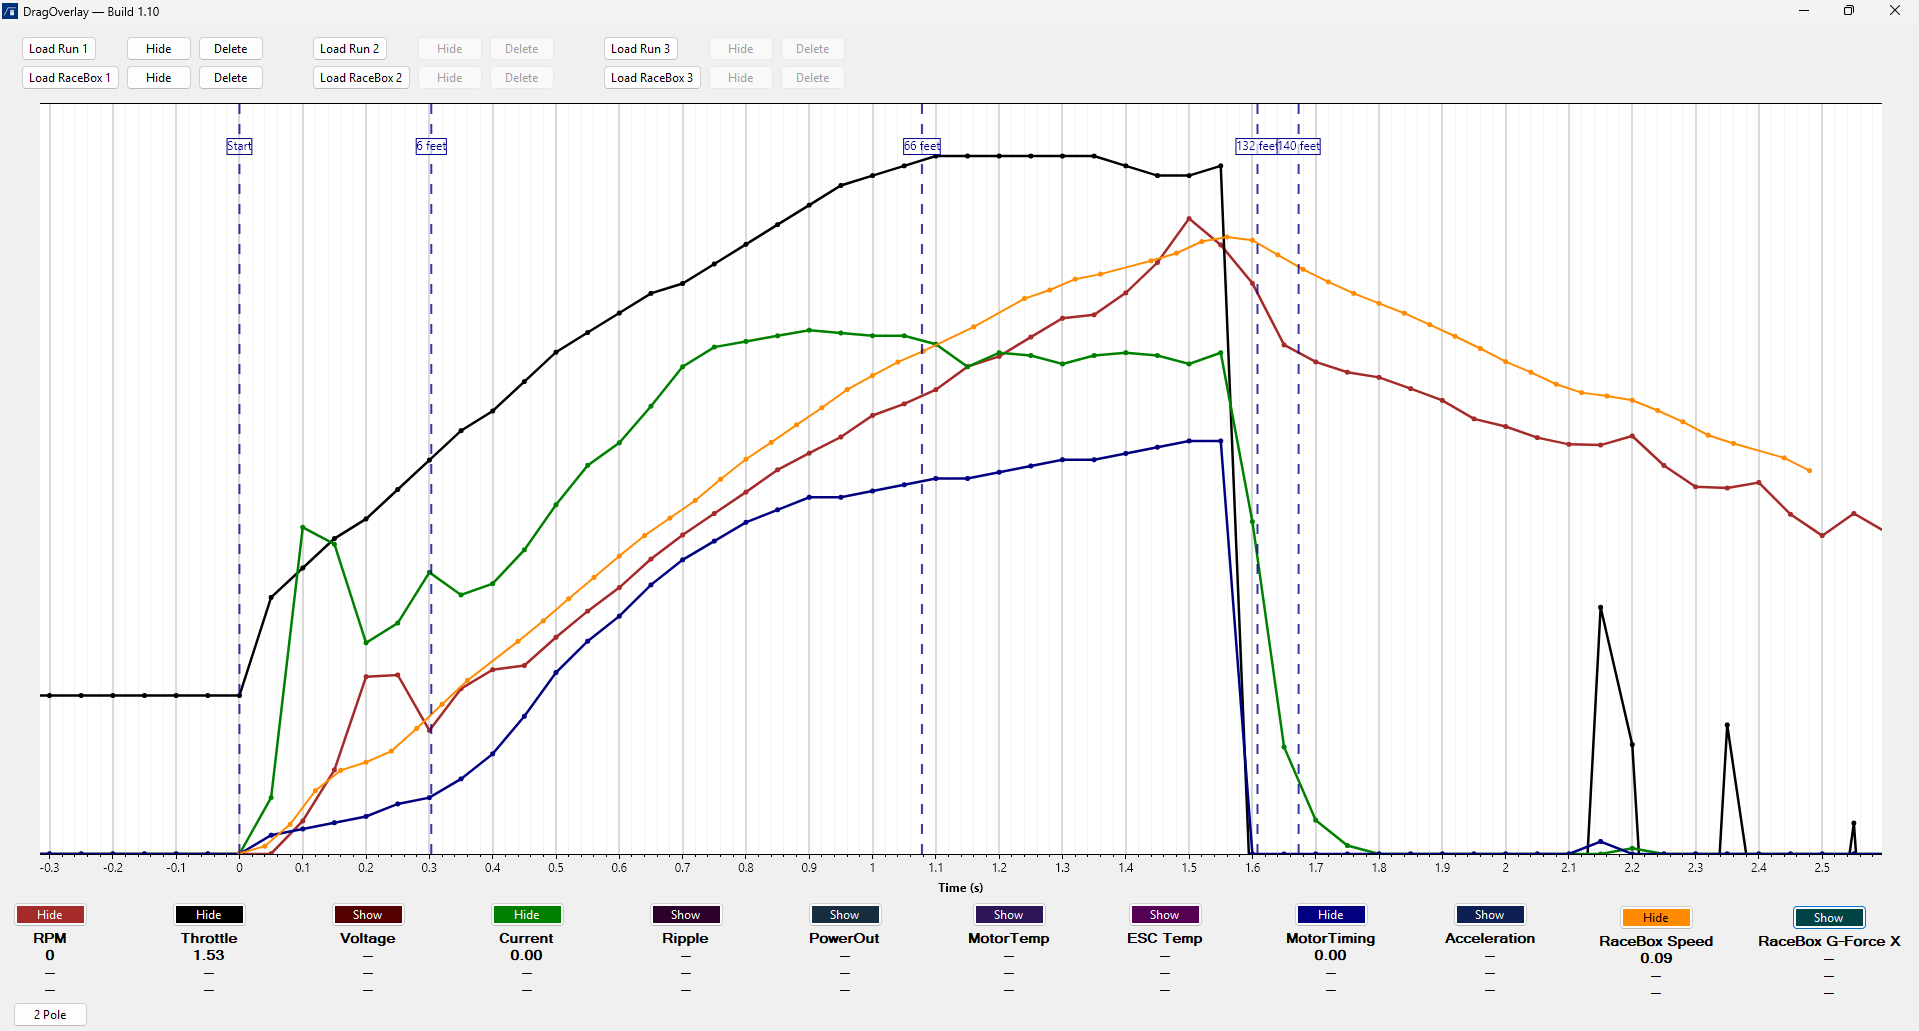 DragOverlay — Build 1.10
Load Run 1 Hide Delete Load Run 2 Hide Delete Load Run 3 Hide Delete
Load RaceBox 1 Hide Delete Load RaceBox 2 Hide Delete Load RaceBox 3 Hide Delete
Start 6 feet 66 feet 132 feet 140 feet
-0.3 -0.2 -0.1 0 0.1 0.2 0.3 0.4 0.5 0.6 0.7 0.8 0.9 1 1.1 1.2 1.3 1.4 1.5 1.6 1.7 1.8 1.9 2 2.1 2.2 2.3 2.4 2.5
Time (s)
Hide Hide Show Hide Show Show Show Show Hide Show Hide Show
RPM Throttle Voltage Current Ripple PowerOut MotorTemp ESC Temp MotorTiming Acceleration RaceBox Speed RaceBox G-Force X
0 1.53 — 0.00 — — — — 0.00 — 0.09 —
— — — — — — — — — — — —
— — — — — — — — — — — —
2 Pole